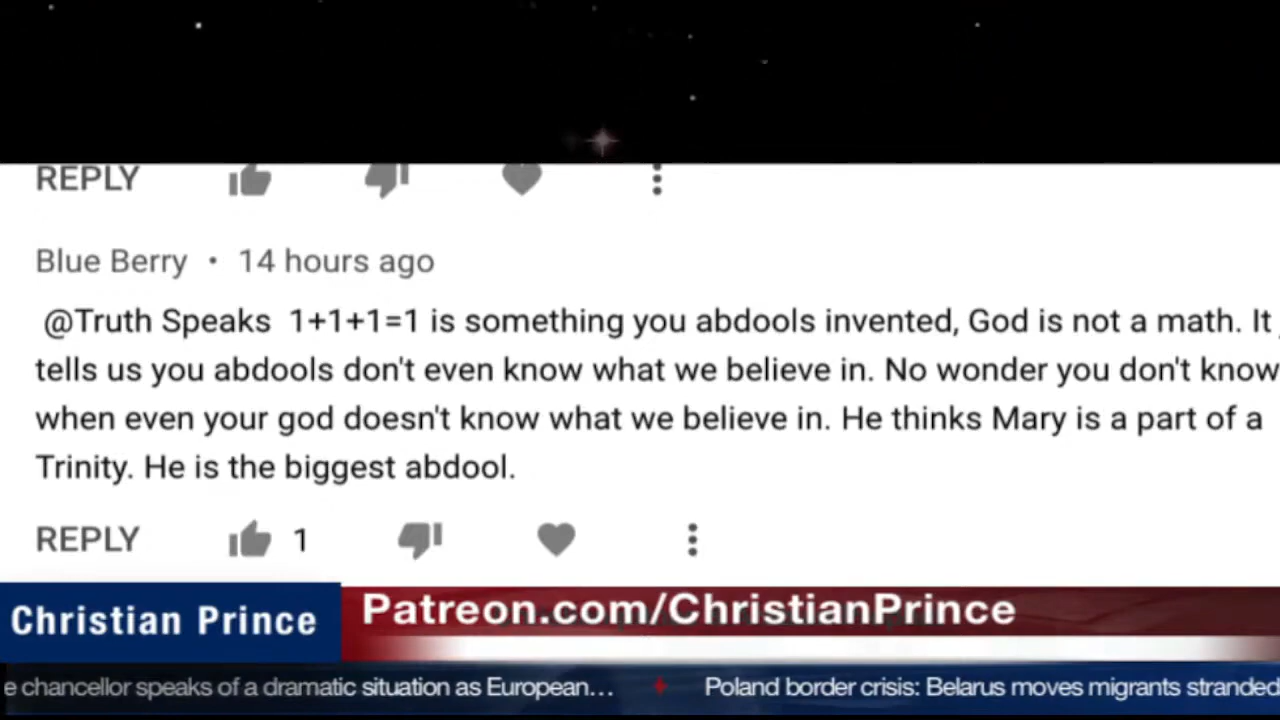 REPLY
Blue Berry • 14 hours ago
@Truth Speaks 1+1+1=1 is something you abdools invented, God is not a math. It
tells us you abdools don't even know what we believe in. No wonder you don't know
when even your god doesn't know what we believe in. He thinks Mary is a part of a
Trinity. He is the biggest abdool.
REPLY 1
Christian Prince
Patreon.com/ChristianPrince
e chancellor speaks of a dramatic situation as European... Poland border crisis: Belarus moves migrants stranded